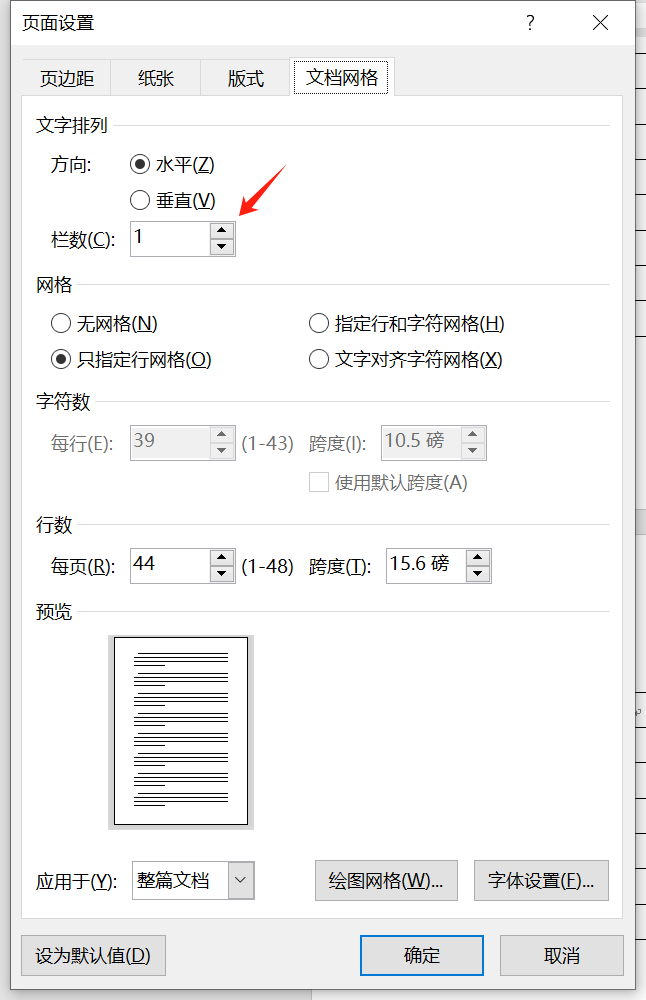 页面设置 ?
页边距 纸张 版式 文档网格
文字排列
方向: 水平(Z)
垂直(V)
栏数(C): 1
网格
无网格(N) 指定行和字符网格(H)
只指定行网格(O) 文字对齐字符网格(X)
字符数
每行(E): 39 (1-43) 跨度(I): 10.5 磅
使用默认跨度(A)
行数
每页(R): 44 (1-48) 跨度(T): 15.6 磅
预览
应用于(Y): 整篇文档 绘图网格(W)... 字体设置(F)...
设为默认值(D) 确定 取消